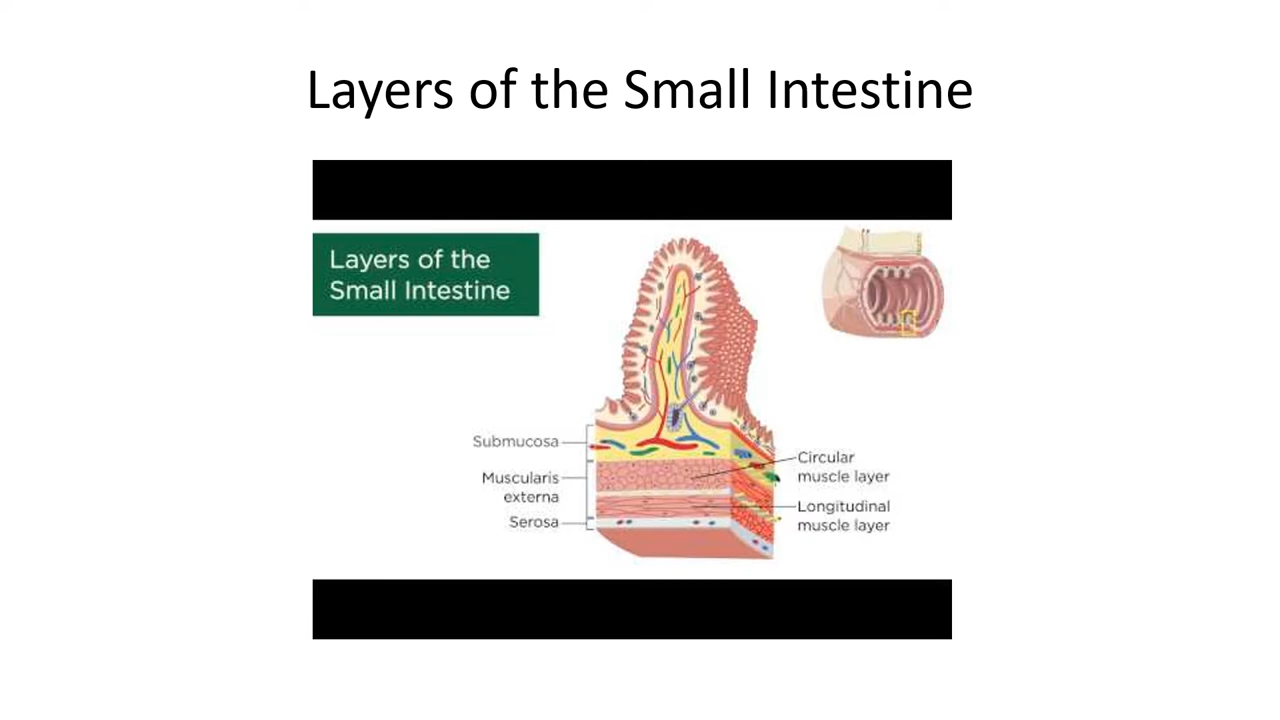 Layers of the Small Intestine
Layers of the
Small Intestine
Submucosa
Muscularis
externa
Serosa
Circular
muscle layer
Longitudinal
muscle layer